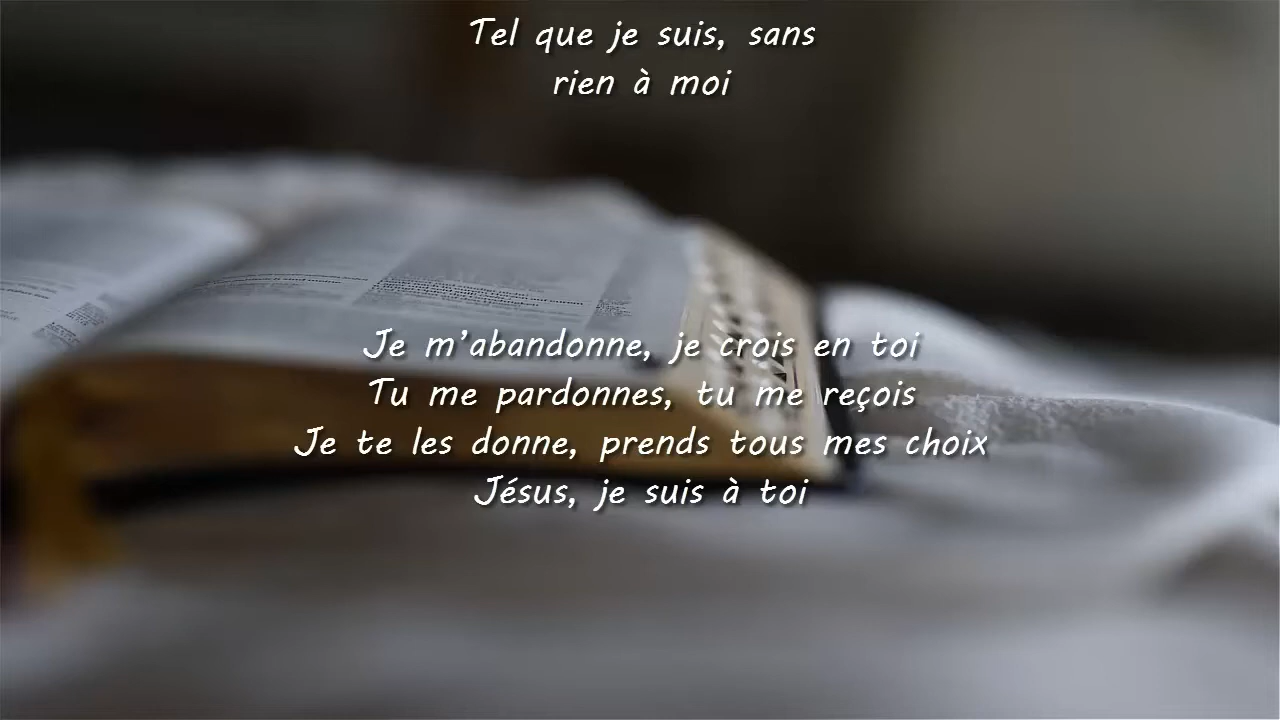 Tel que je suis, sans
rien à moi
Je m'abandonne, je crois en toi
Tu me pardonnes, tu me reçois
Je te les donne, prends tous mes choix
Jésus, je suis à toi